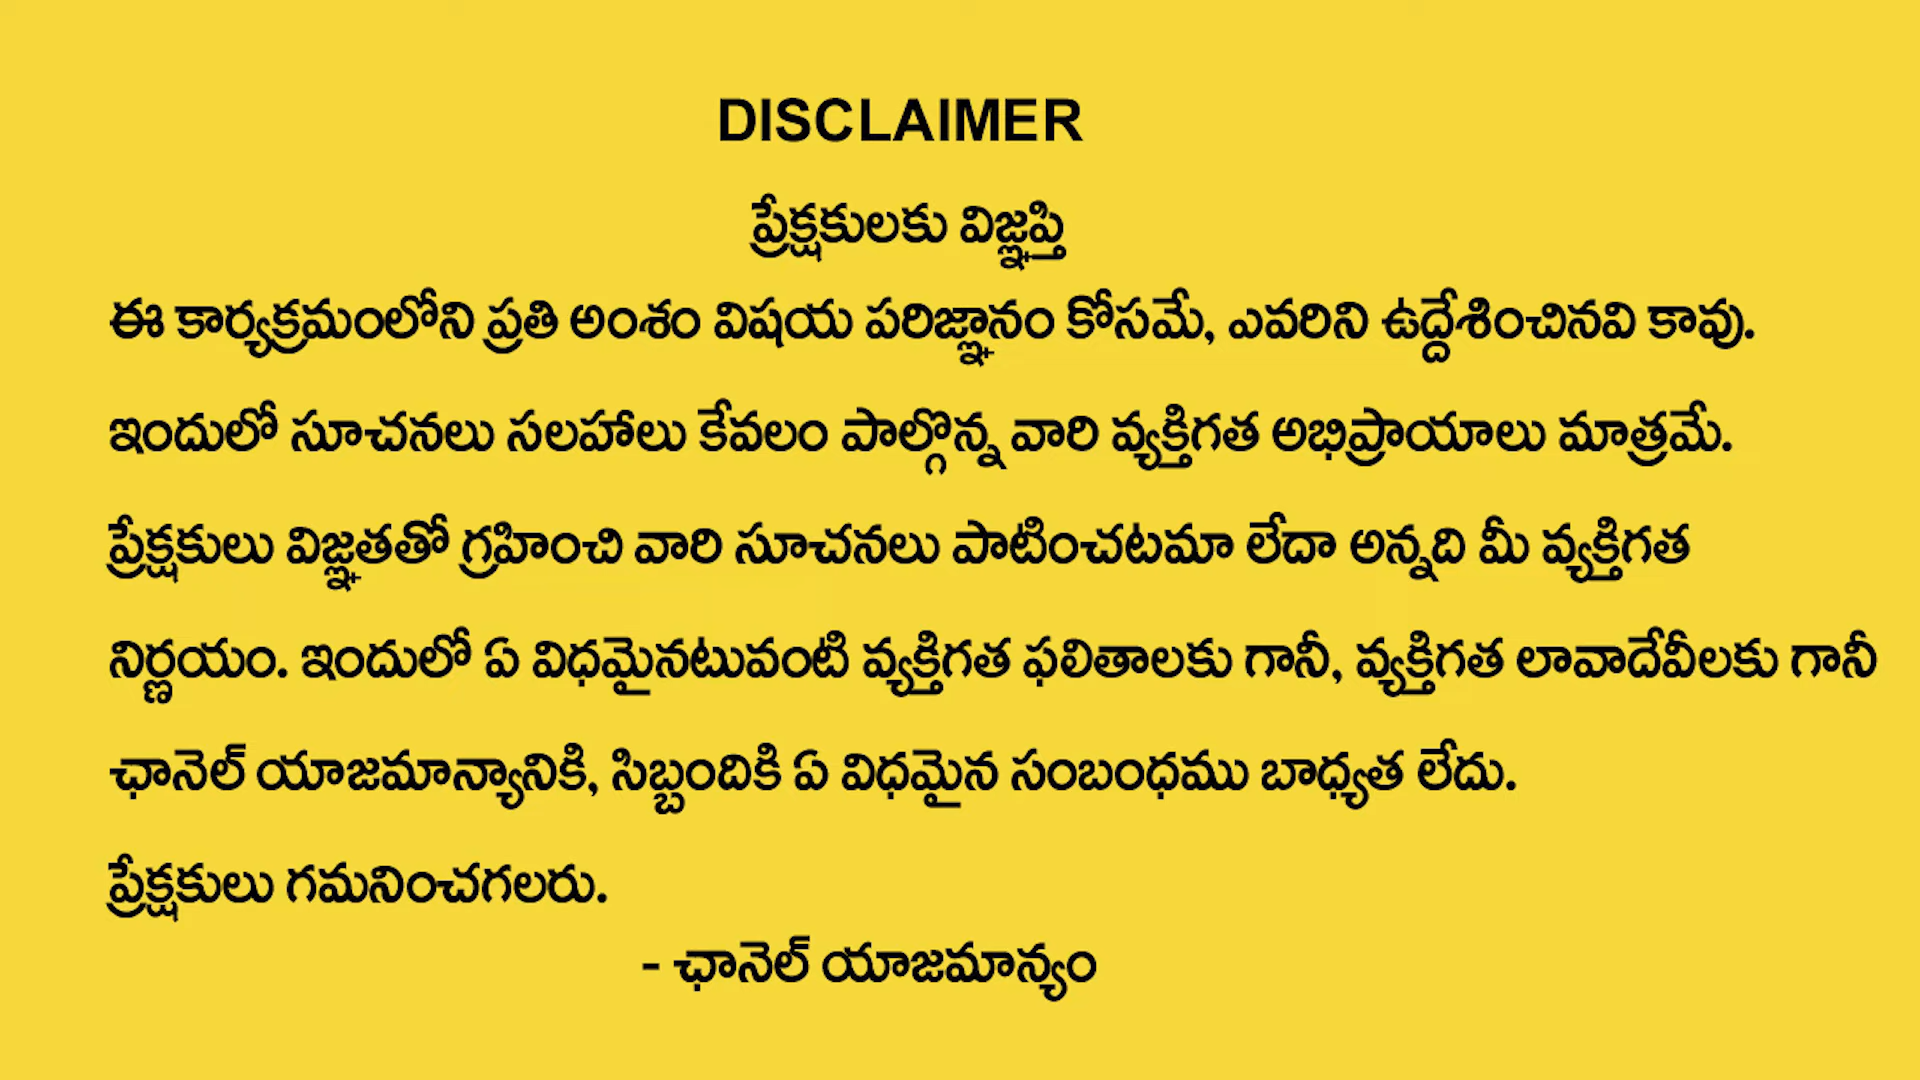 DISCLAIMER
ప్రేక్షకులకు విజ్ఞప్తి
ఈ కార్యక్రమంలోని ప్రతి అంశం విషయ పరిజ్ఞానం కోసమే, ఎవరిని ఉద్దేశించినవి కావు.
ఇందులో సూచనలు సలహాలు కేవలం పాల్గొన్న వారి వ్యక్తిగత అభిప్రాయాలు మాత్రమే.
ప్రేక్షకులు విజ్ఞతతో గ్రహించి వారి సూచనలు పాటించటమా లేదా అన్నది మీ వ్యక్తిగత
నిర్ణయం. ఇందులో ఏ విధమైనటువంటి వ్యక్తిగత ఫలితాలకు గానీ, వ్యక్తిగత లావాదేవీలకు గానీ
ఛానెల్ యాజమాన్యానికి, సిబ్బందికి ఏ విధమైన సంబంధము బాధ్యత లేదు.
ప్రేక్షకులు గమనించగలరు.
- ఛానెల్ యాజమాన్యం